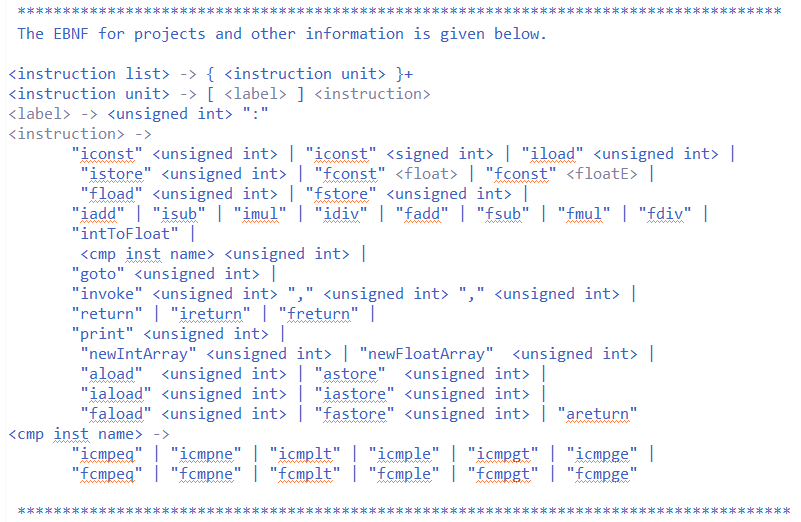 *************************************************************************************
The EBNF for projects and other information is given below.
<instruction list> -> { <instruction unit> }+
<instruction unit> -> [ <label> ] <instruction>
<label> -> <unsigned int> ":"
<instruction> ->
"iconst" <unsigned int> | "iconst" <signed int> | "iload" <unsigned int> |
"istore" <unsigned int> | "fconst" <float> | "fconst" <floatE> |
"fload" <unsigned int> | "fstore" <unsigned int> |
"iadd" | "isub" | "imul" | "idiv" | "fadd" | "fsub" | "fmul" | "fdiv" |
"intToFloat" |
<cmp inst name> <unsigned int> |
"goto" <unsigned int> |
"invoke" <unsigned int> "," <unsigned int> "," <unsigned int> |
"return" | "ireturn" | "freturn" |
"print" <unsigned int> |
"newIntArray" <unsigned int> | "newFloatArray"  <unsigned int> |
"aload"  <unsigned int> | "astore"  <unsigned int> |
"iaload" <unsigned int> | "iastore" <unsigned int> |
"faload" <unsigned int> | "fastore" <unsigned int> | "areturn"
<cmp inst name> ->
"icmpeq" | "icmpne" | "icmplt" | "icmple" | "icmpgt" | "icmpge" |
"fcmpeq" | "fcmpne" | "fcmplt" | "fcmple" | "fcmpgt" | "fcmpge"
**************************************************************************************